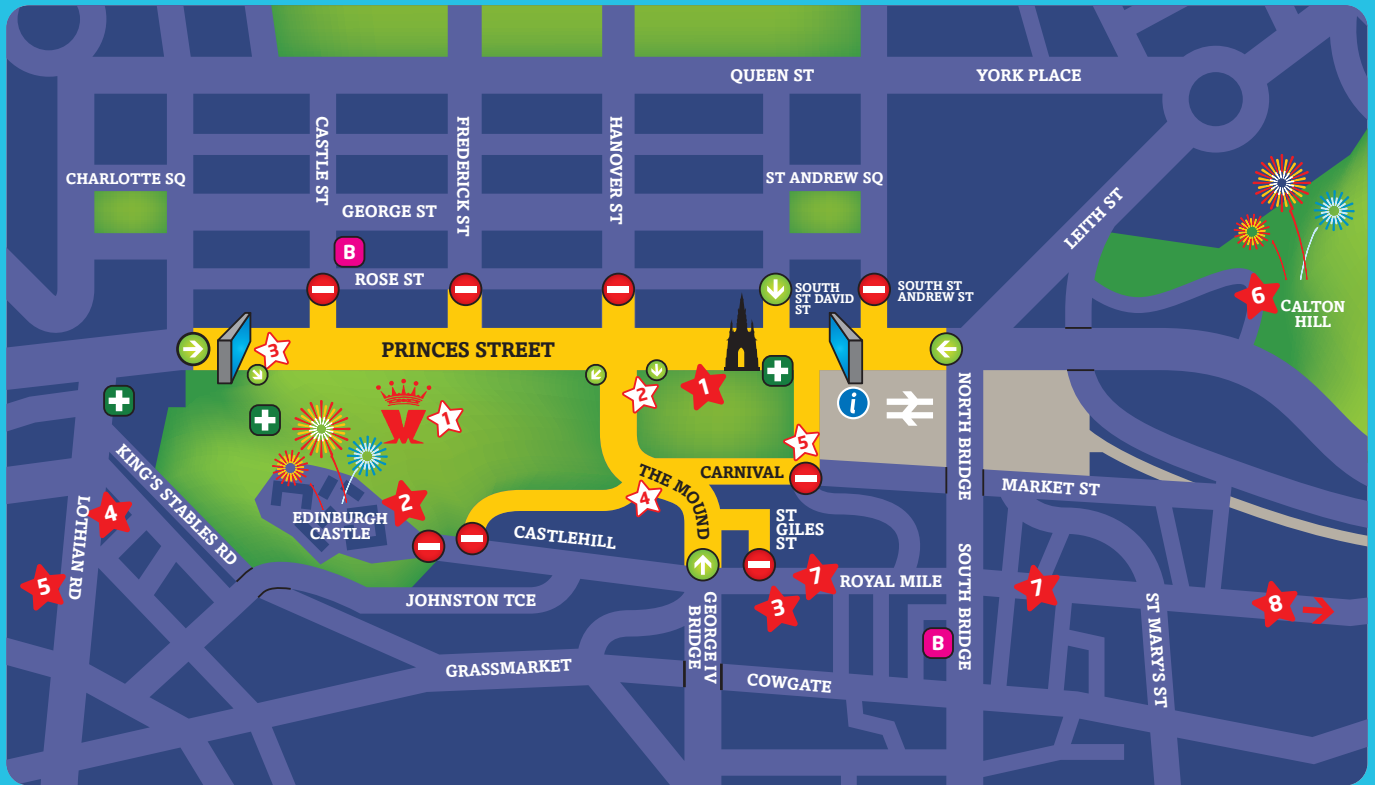 QUEEN ST
YORK PLACE
CASTLE ST
FREDERICK ST
HANOVER ST
CHARLOTTE SQ
ST ANDREW SQ
GEORGE ST
LEITH ST
B
ROSE ST
SOUTH
ST DAVID
ST
SOUTH ST
ANDREW ST
6
CALTON
HILL
3
PRINCES STREET
1
2
1
i
NORTH BRIDGE
5
KING'S STABLES RD
THE MOUND
CARNIVAL
4
MARKET ST
LOTHIAN RD
4
2
EDINBURGH
CASTLE
CASTLEHILL
ST
GILES
ST
5
JOHNSTON TCE
7
ROYAL MILE
SOUTH BRIDGE
7
3
8
GEORGE IV
BRIDGE
ST MARY'S ST
B
GRASSMARKET
COWGATE